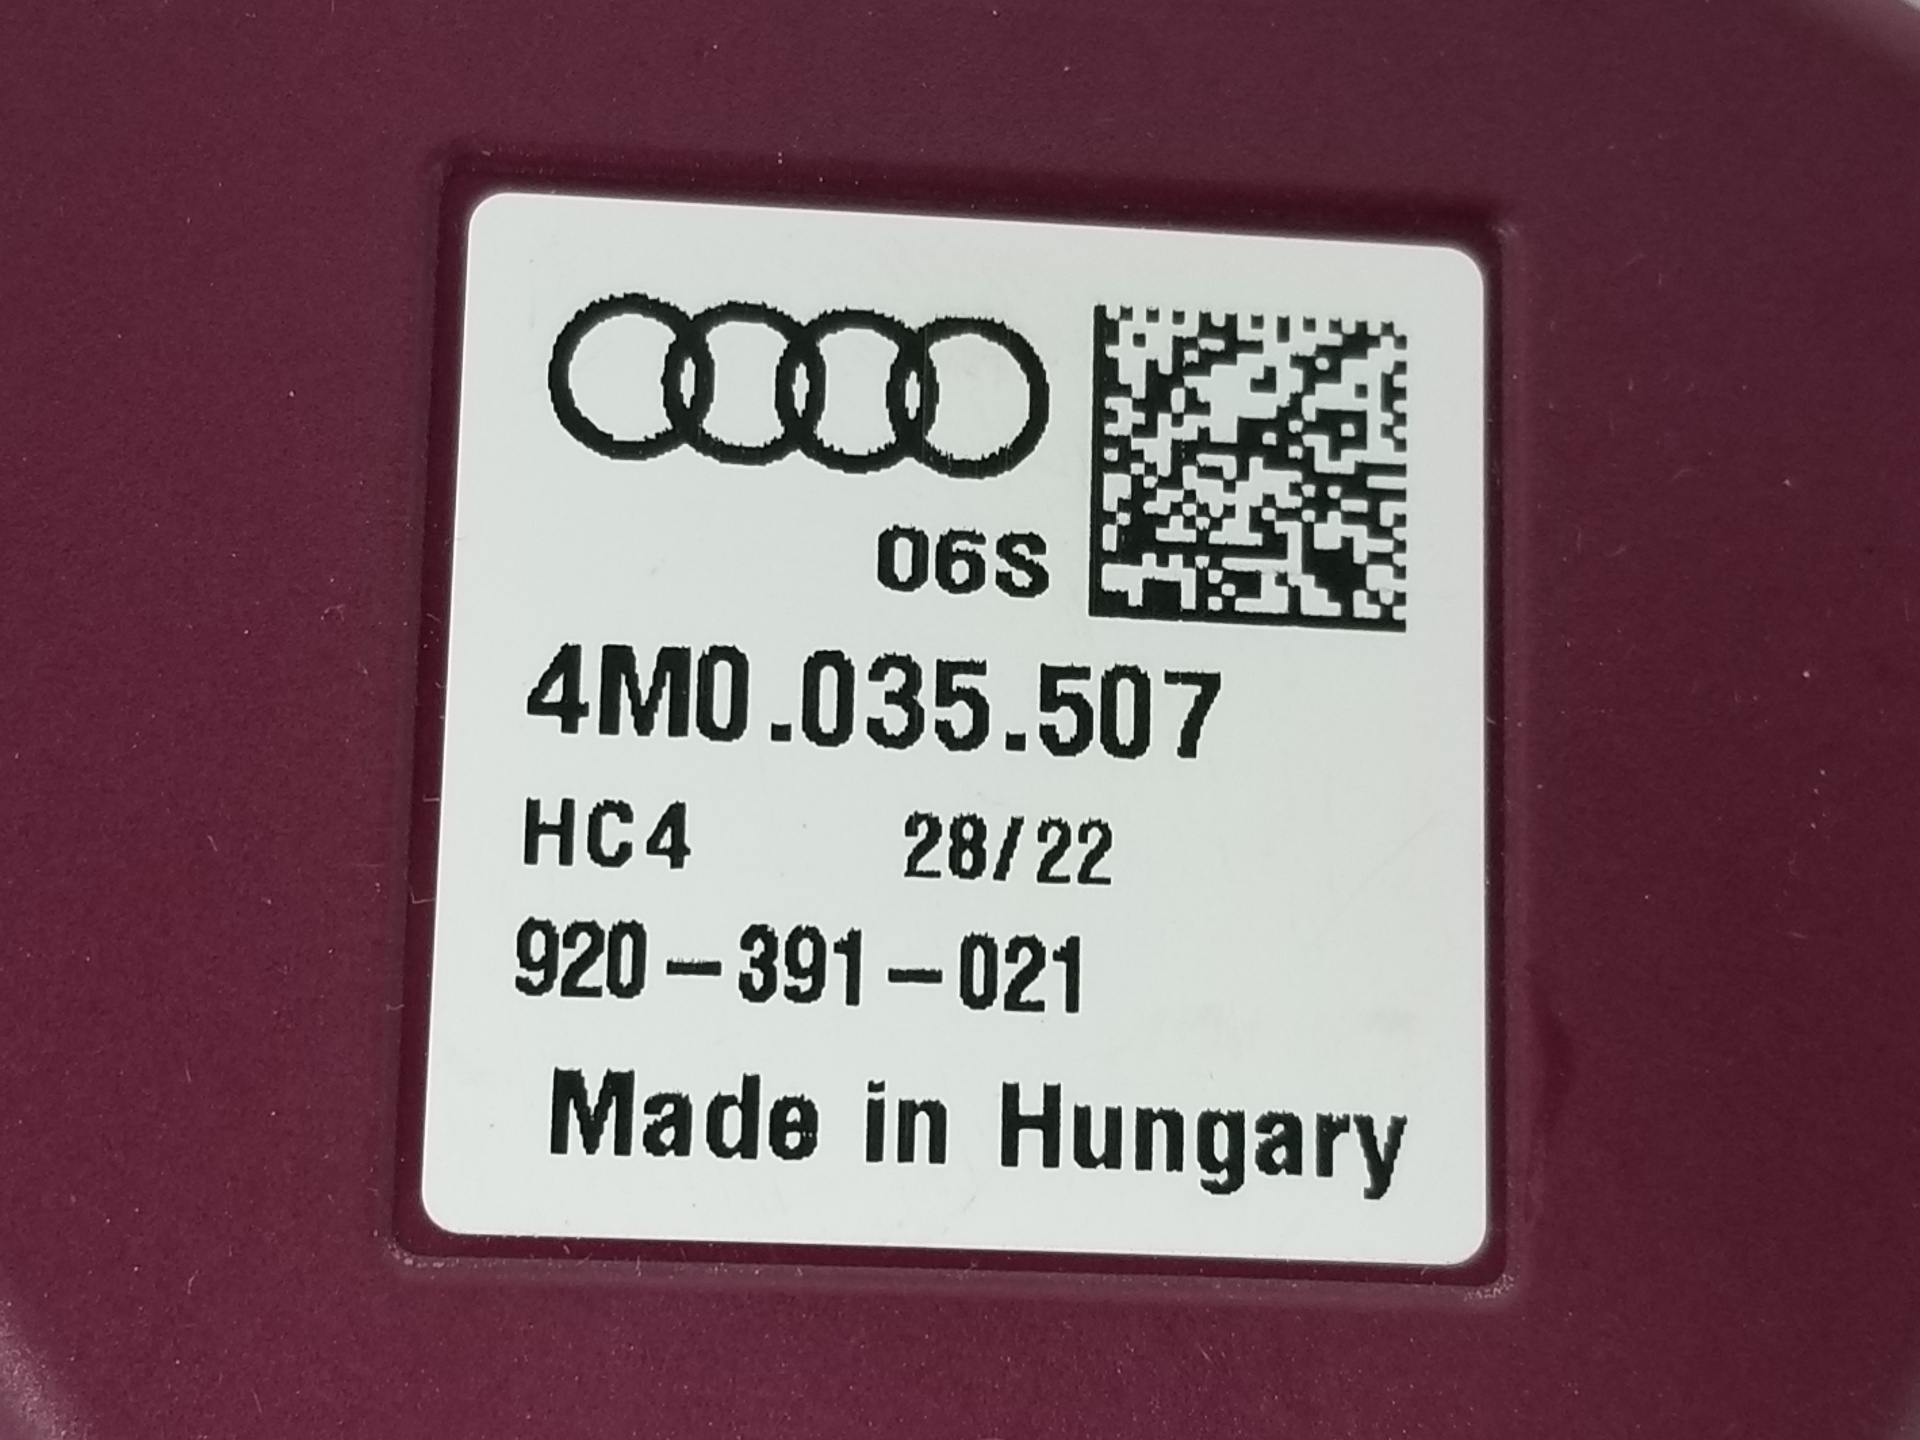 06S
4M0.035.507
HC4 28/22
920-391-021
Made in Hungary